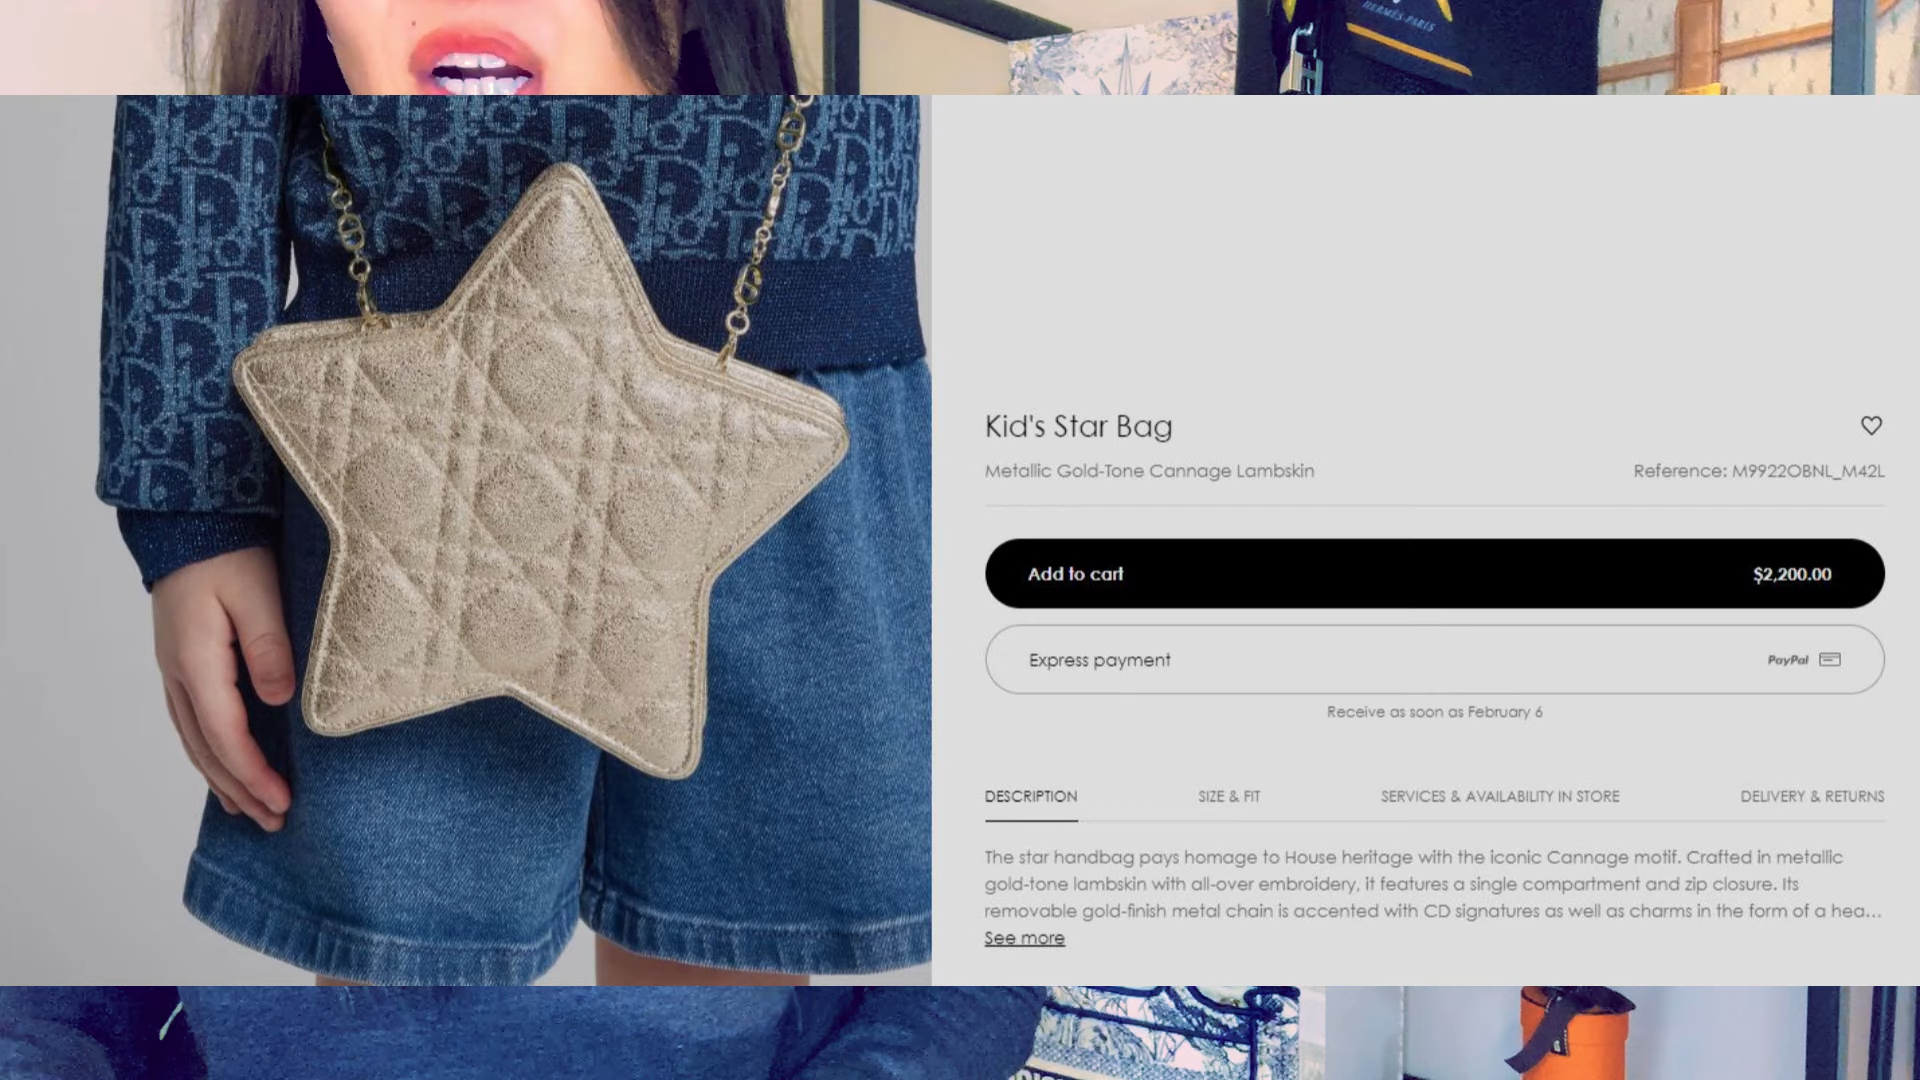 HERMÈS-PARIS
Kid's Star Bag
Metallic Gold-Tone Cannage Lambskin
Reference: M9922OBNL_M42L
Add to cart
$2,200.00
Express payment
PayPal
Receive as soon as February 6
DESCRIPTION
SIZE & FIT
SERVICES & AVAILABILITY IN STORE
DELIVERY & RETURNS
The star handbag pays homage to House heritage with the iconic Cannage motif. Crafted in metallic
gold-tone lambskin with all-over embroidery, it features a single compartment and zip closure. Its
removable gold-finish metal chain is accented with CD signatures as well as charms in the form of a hea...
See more